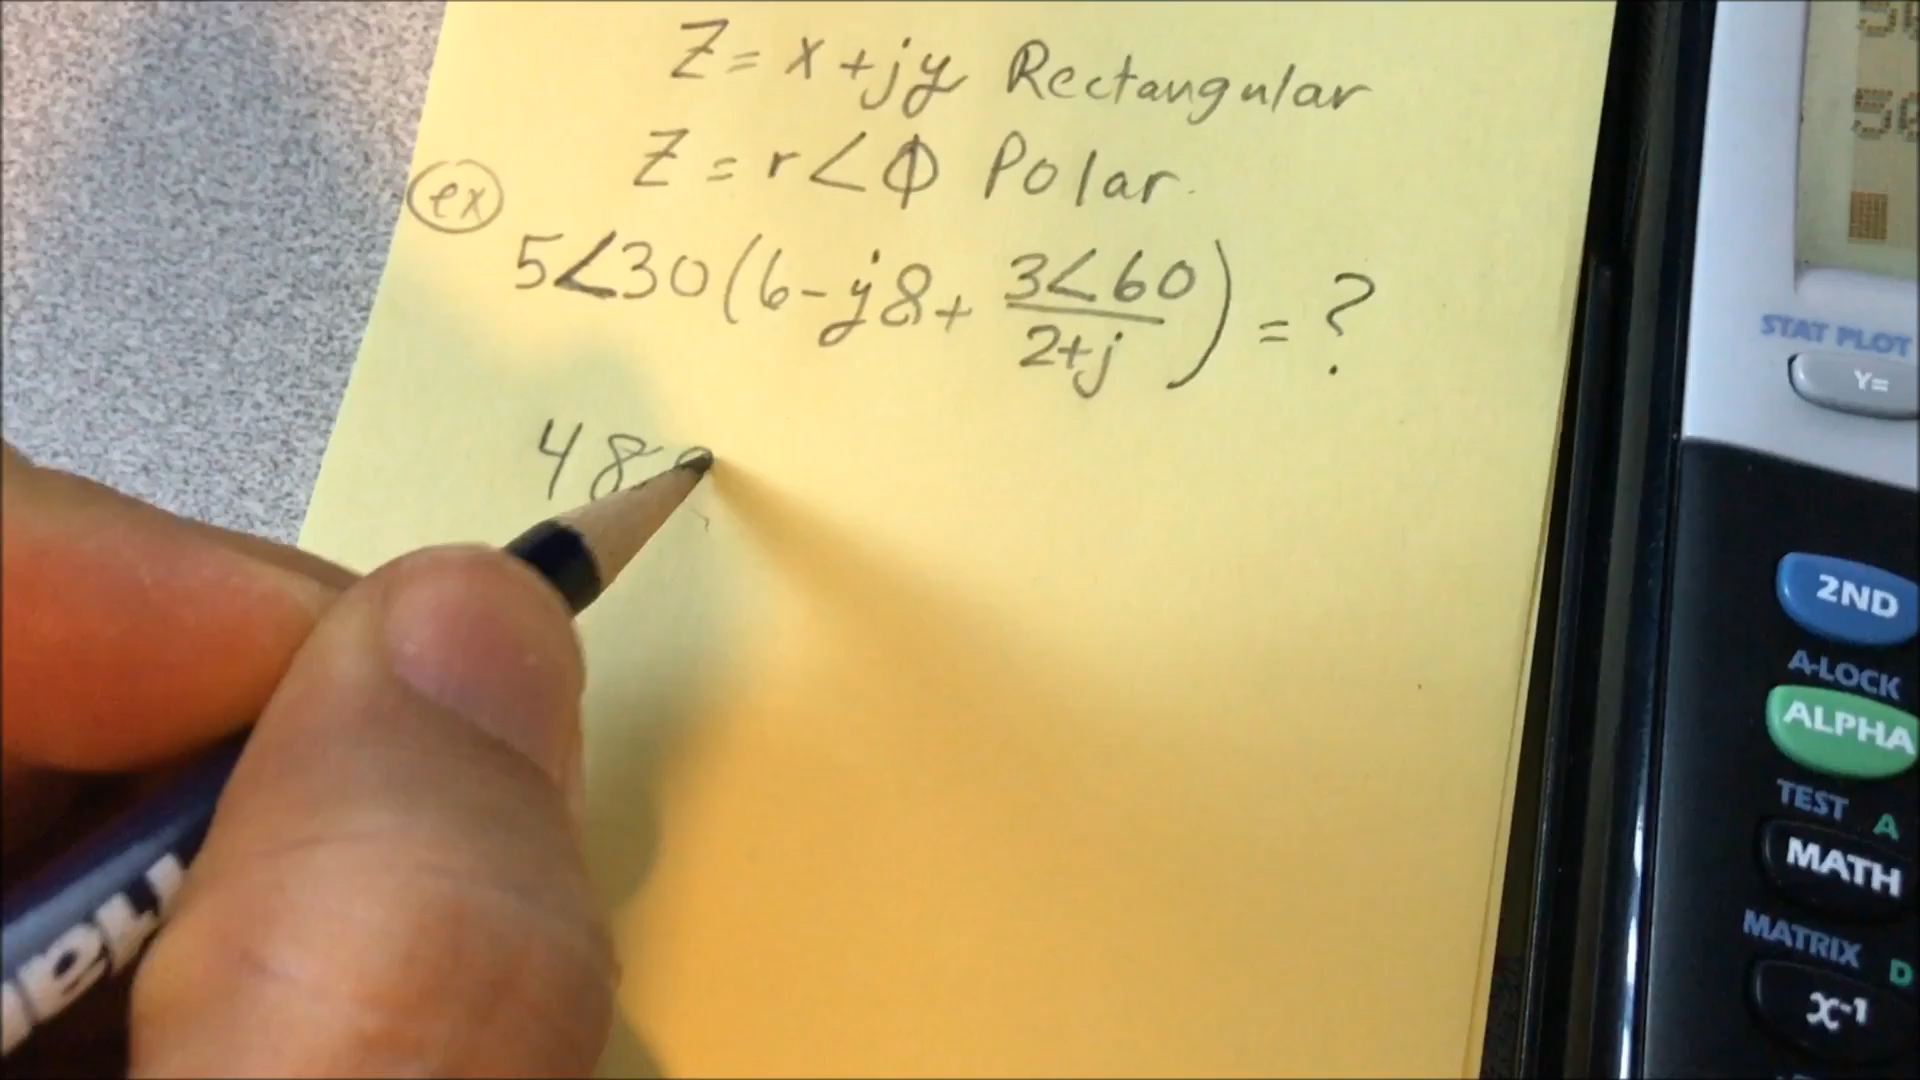 Z = x + jy Rectangular
Z = r∠Φ Polar
ex
5∠30(6-j8+ 3∠60 / 2+j) = ?
48
STAT PLOT
Y=
2ND
A-LOCK
ALPHA
TEST A
MATH
MATRIX D
x-1